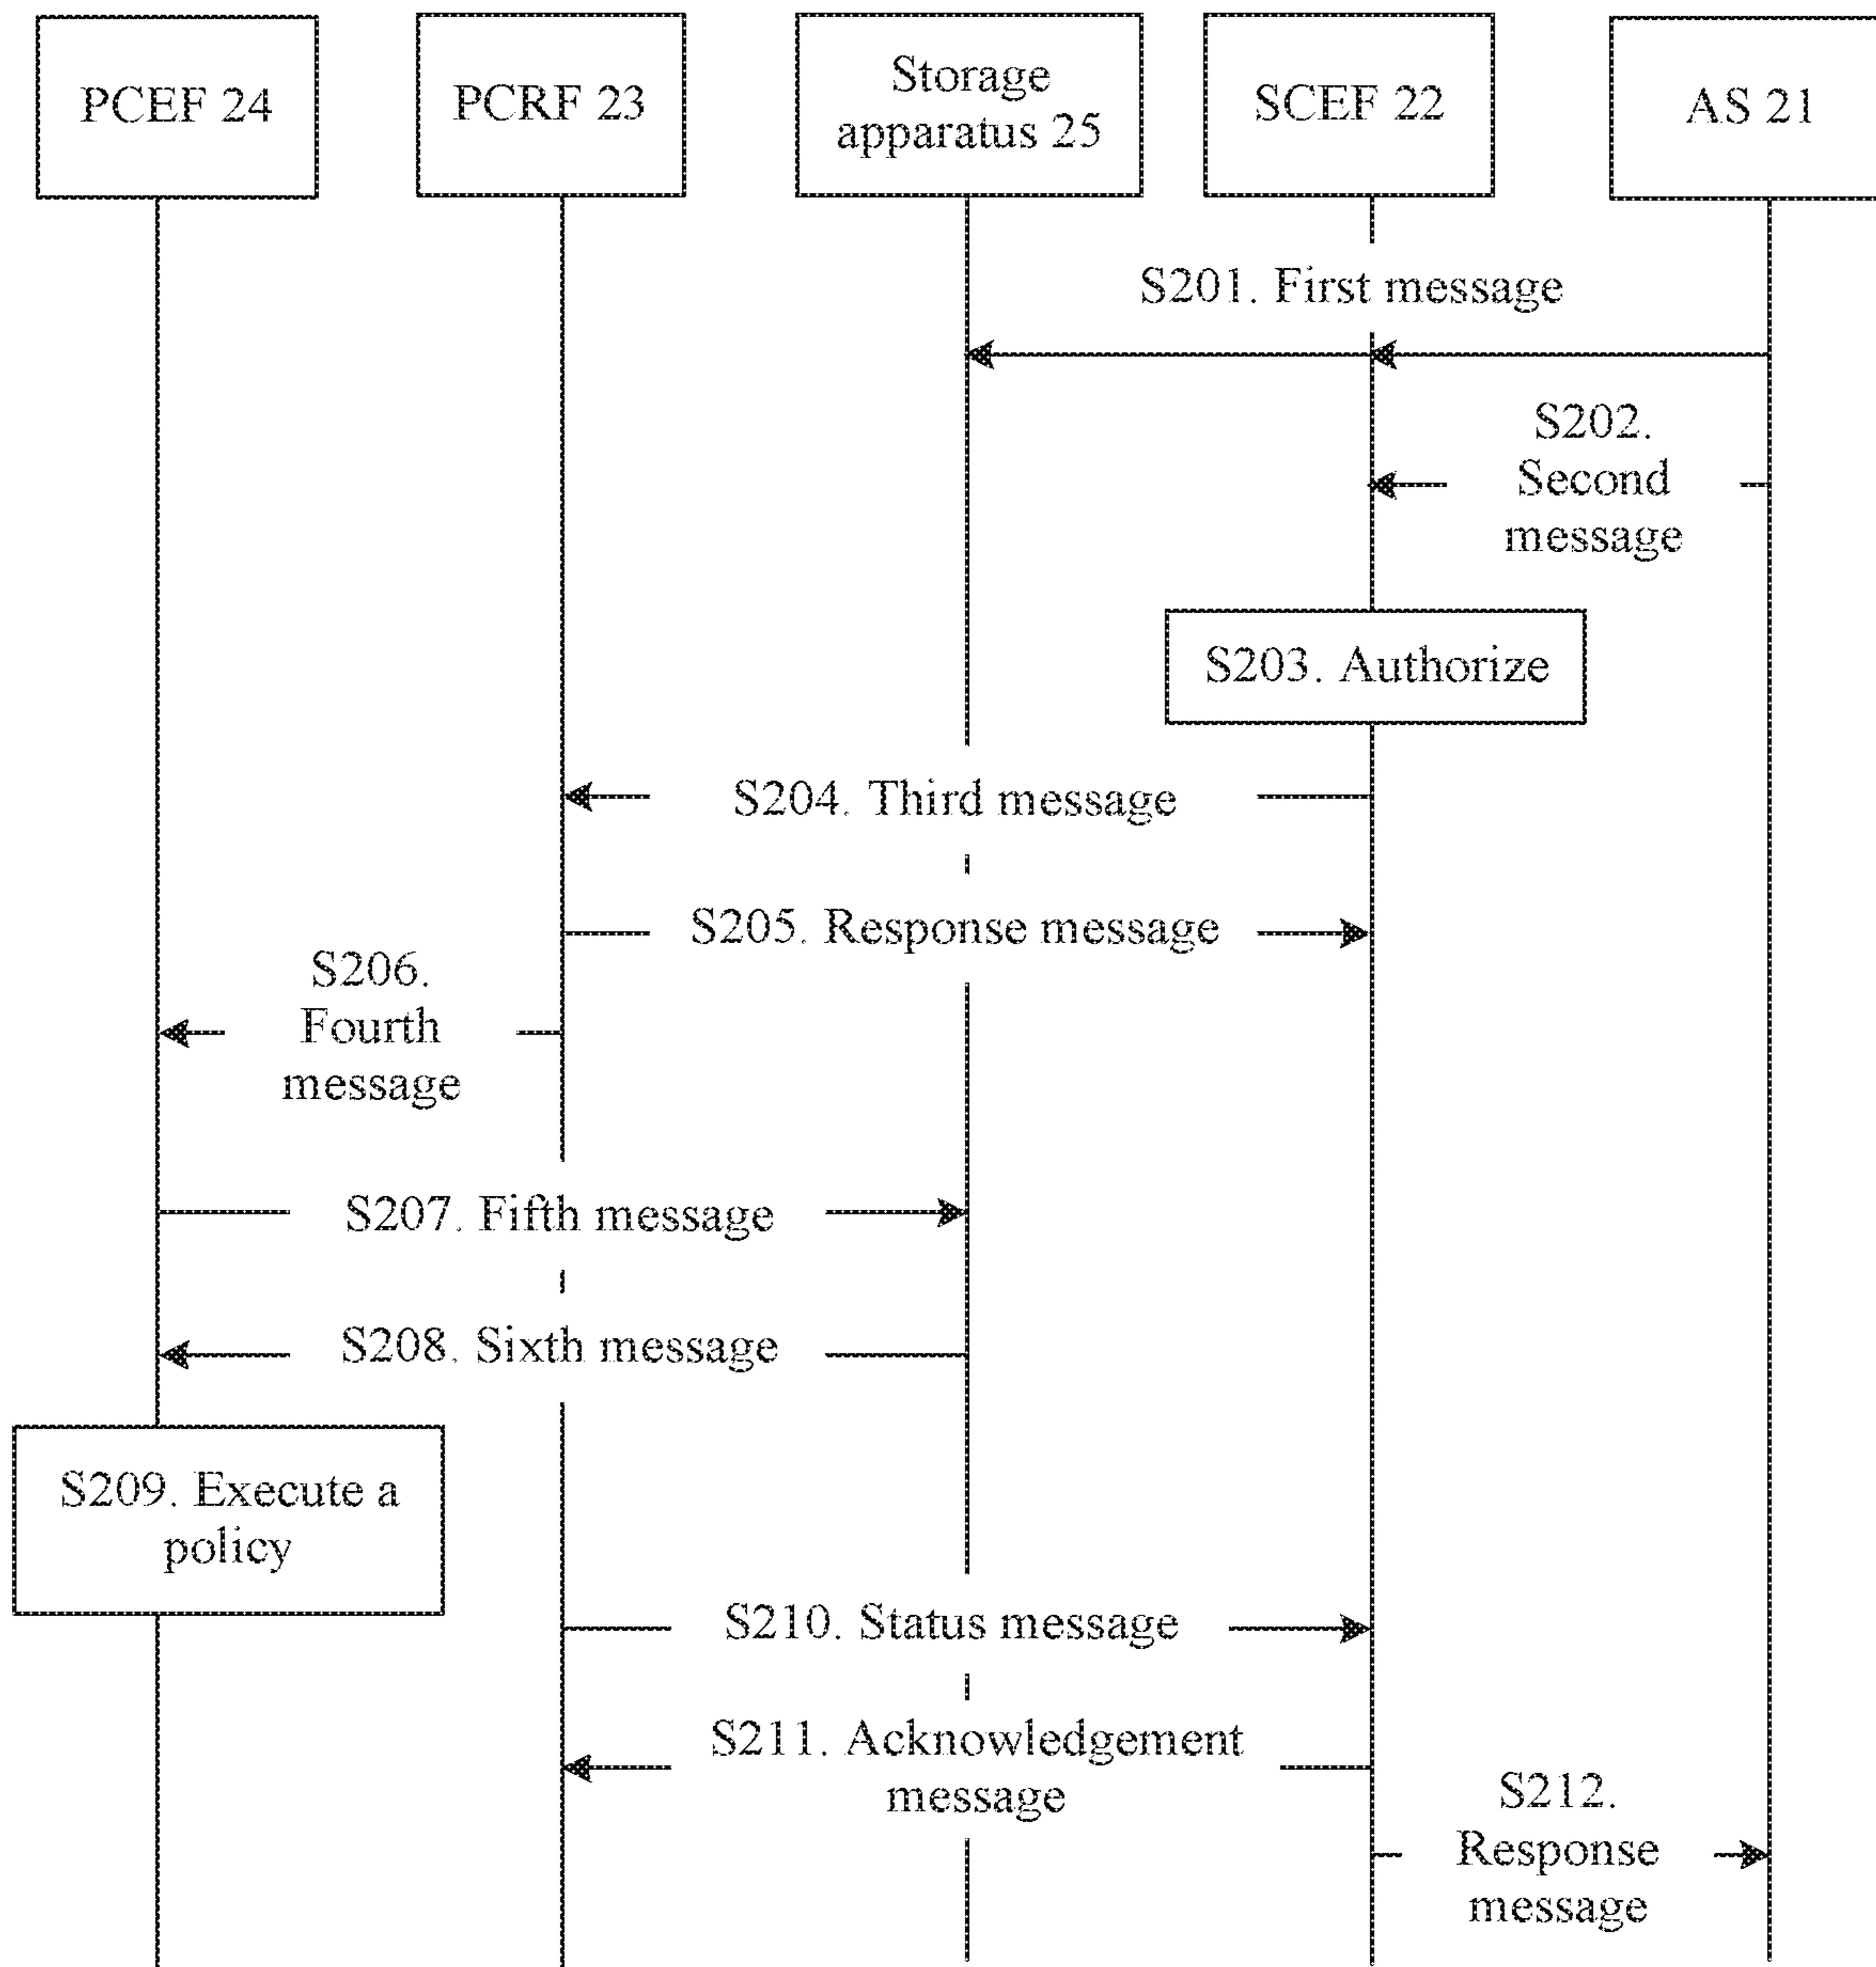 PCEF 24
PCRF 23
Storage
apparatus 25
SCEF 22
AS 21
S201. First message
S202.
Second
message
S203. Authorize
S204. Third message
S205. Response message
S206.
Fourth
message
S207. Fifth message
S208. Sixth message
S209. Execute a
policy
S210. Status message
S211. Acknowledgement
message
S212.
Response
message